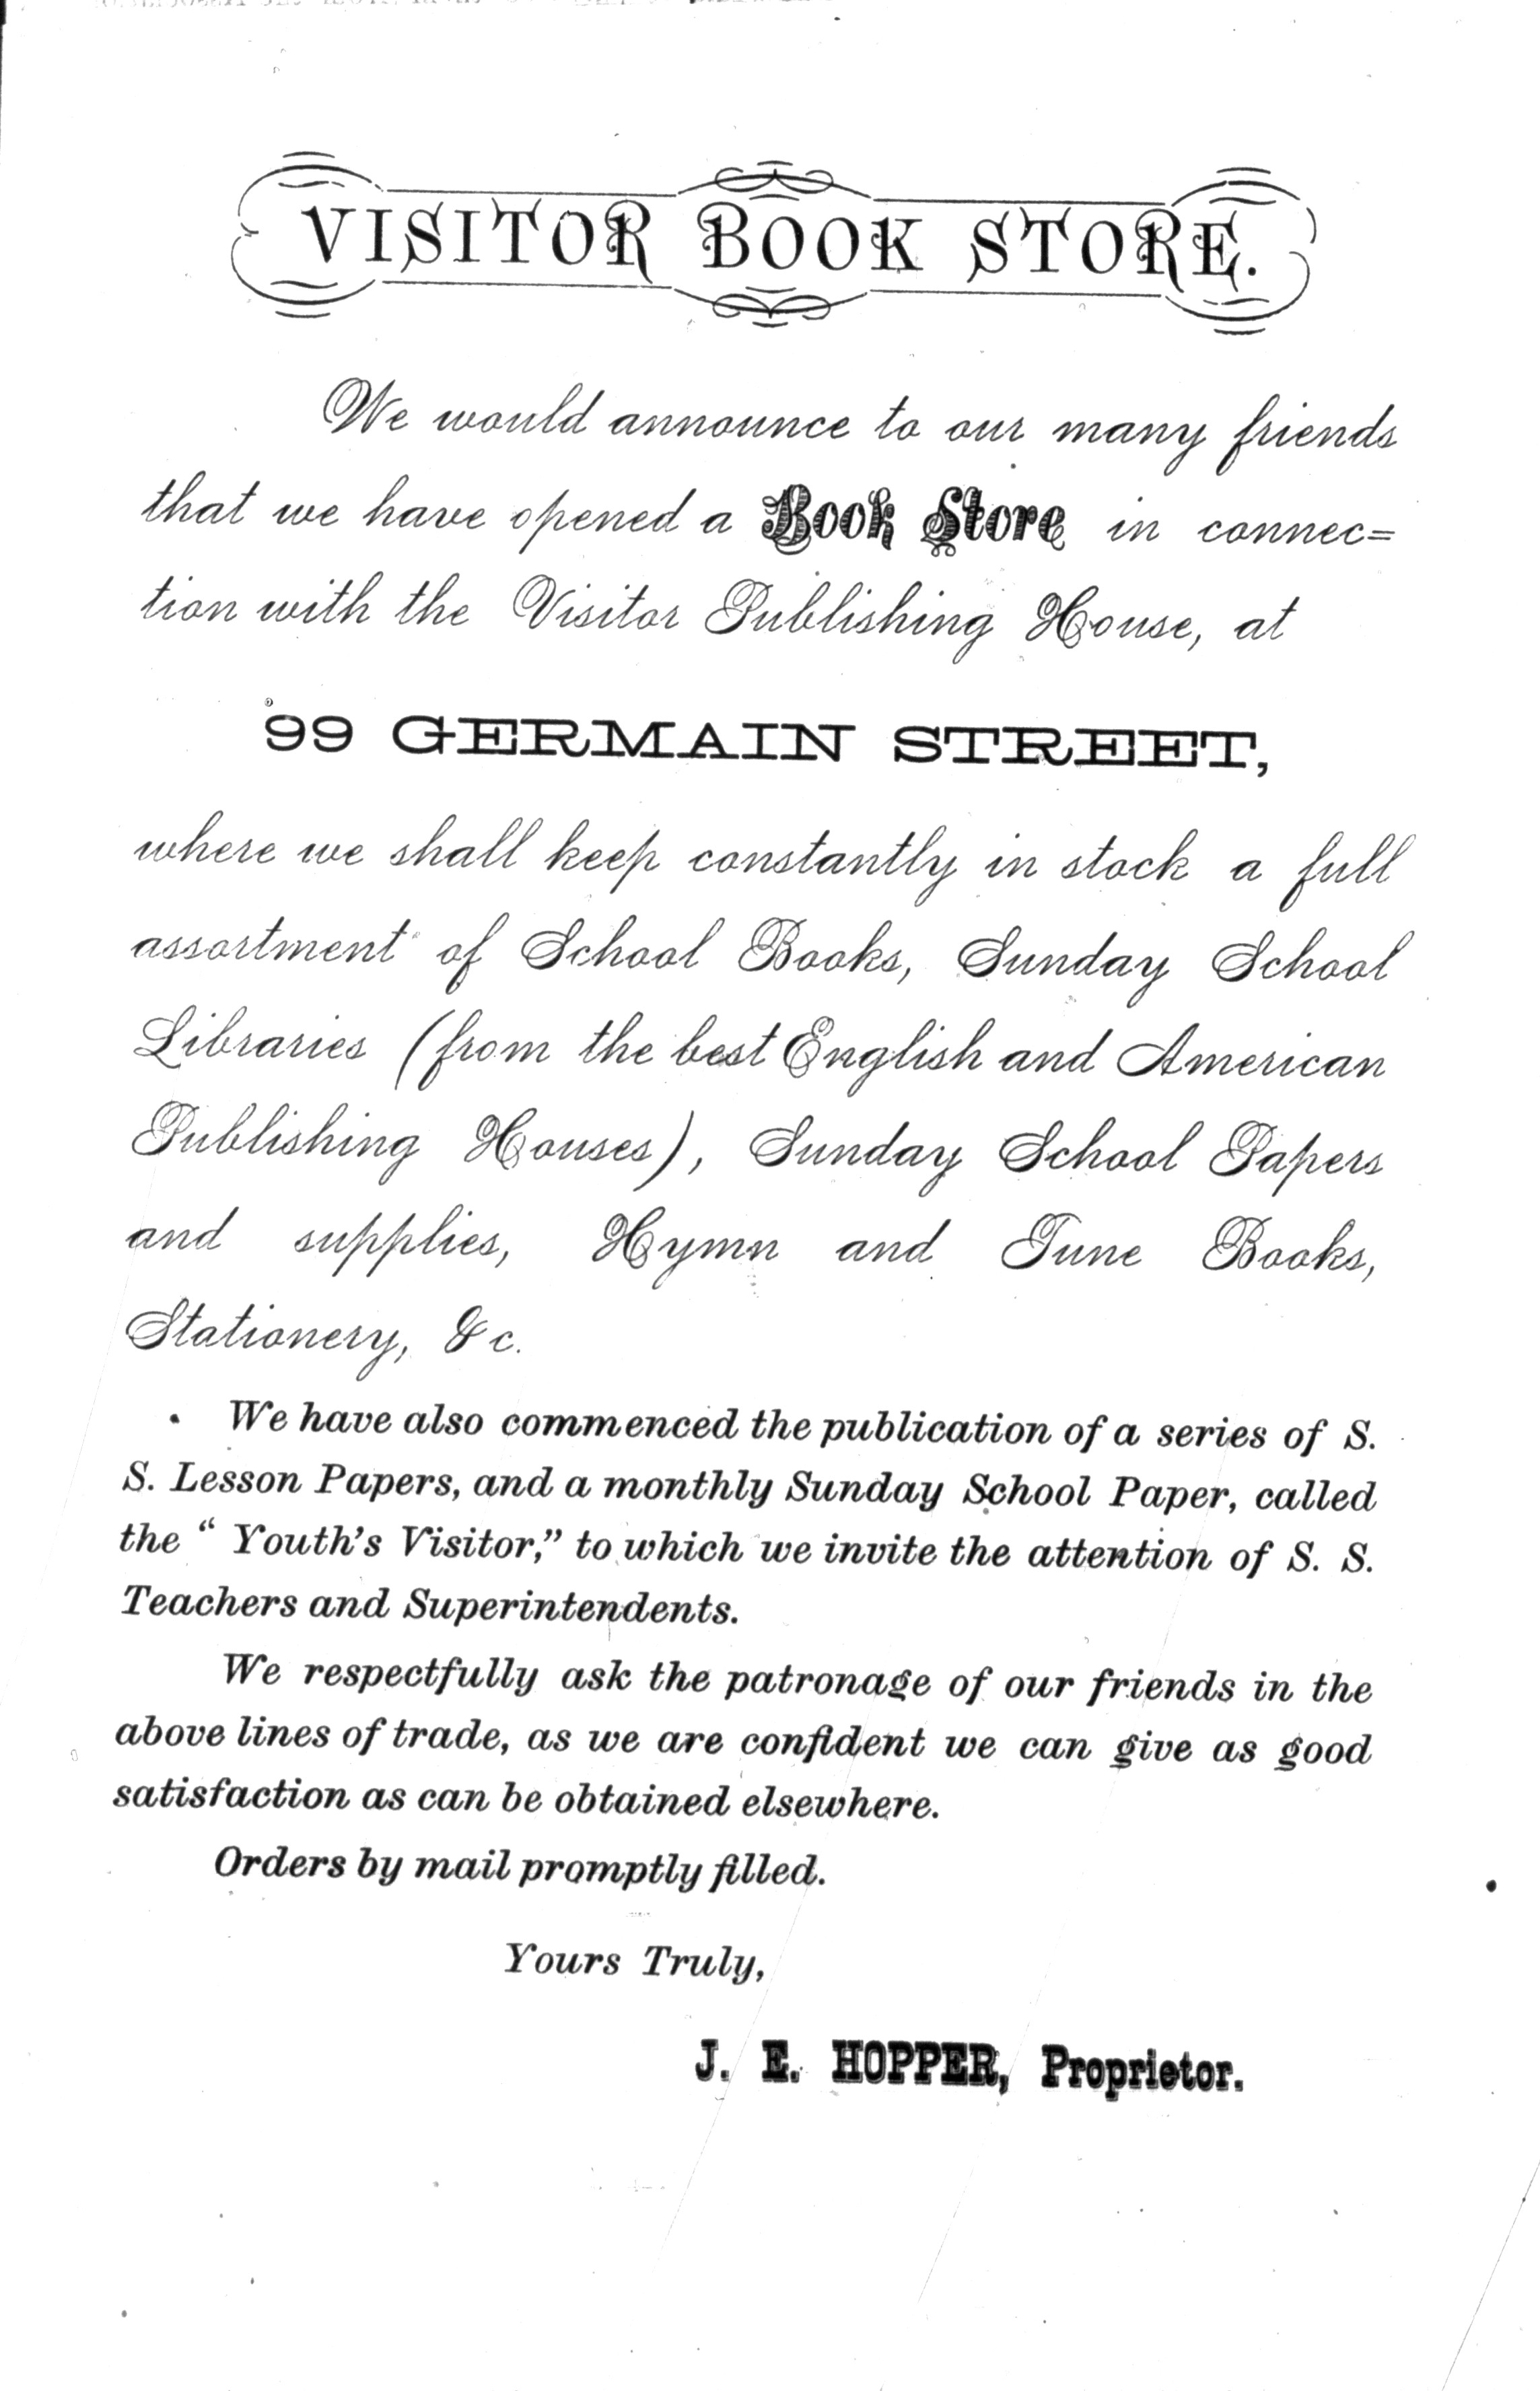 VISITOR BOOK STORE.
We would announce to our many friends
that we have opened a Book Store in connec=
tion with the Visitor Publishing House, at
99 GERMAIN STREET,
where we shall keep constantly in stock a full
assortment of School Books, Sunday School
Libraries (from the best English and American
Publishing Houses), Sunday School Papers
and supplies, Hymn and Tune Books,
Stationery, &c.
We have also commenced the publication of a series of S.
S. Lesson Papers, and a monthly Sunday School Paper, called
the “ Youth’s Visitor,” to which we invite the attention of S. S.
Teachers and Superintendents.
We respectfully ask the patronage of our friends in the
above lines of trade, as we are confident we can give as good
satisfaction as can be obtained elsewhere.
Orders by mail promptly filled.
Yours Truly,
J. E. HOPPER, Proprietor.